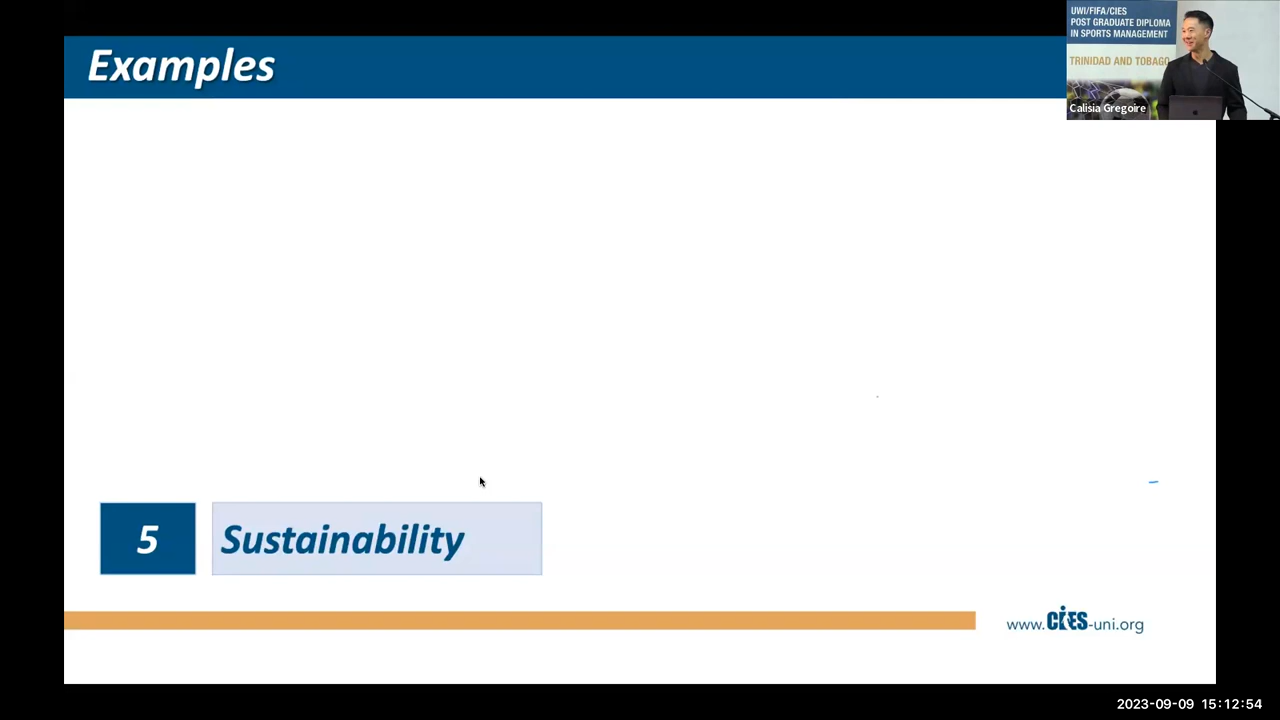 Examples
UWI/FIFA/CIES
POST GRADUATE DIPLOMA
IN SPORTS MANAGEMENT
TRINIDAD AND TOBAGO
Calisia Gregoire
5
Sustainability
www.CIES-uni.org
2023-09-09 15:12:54